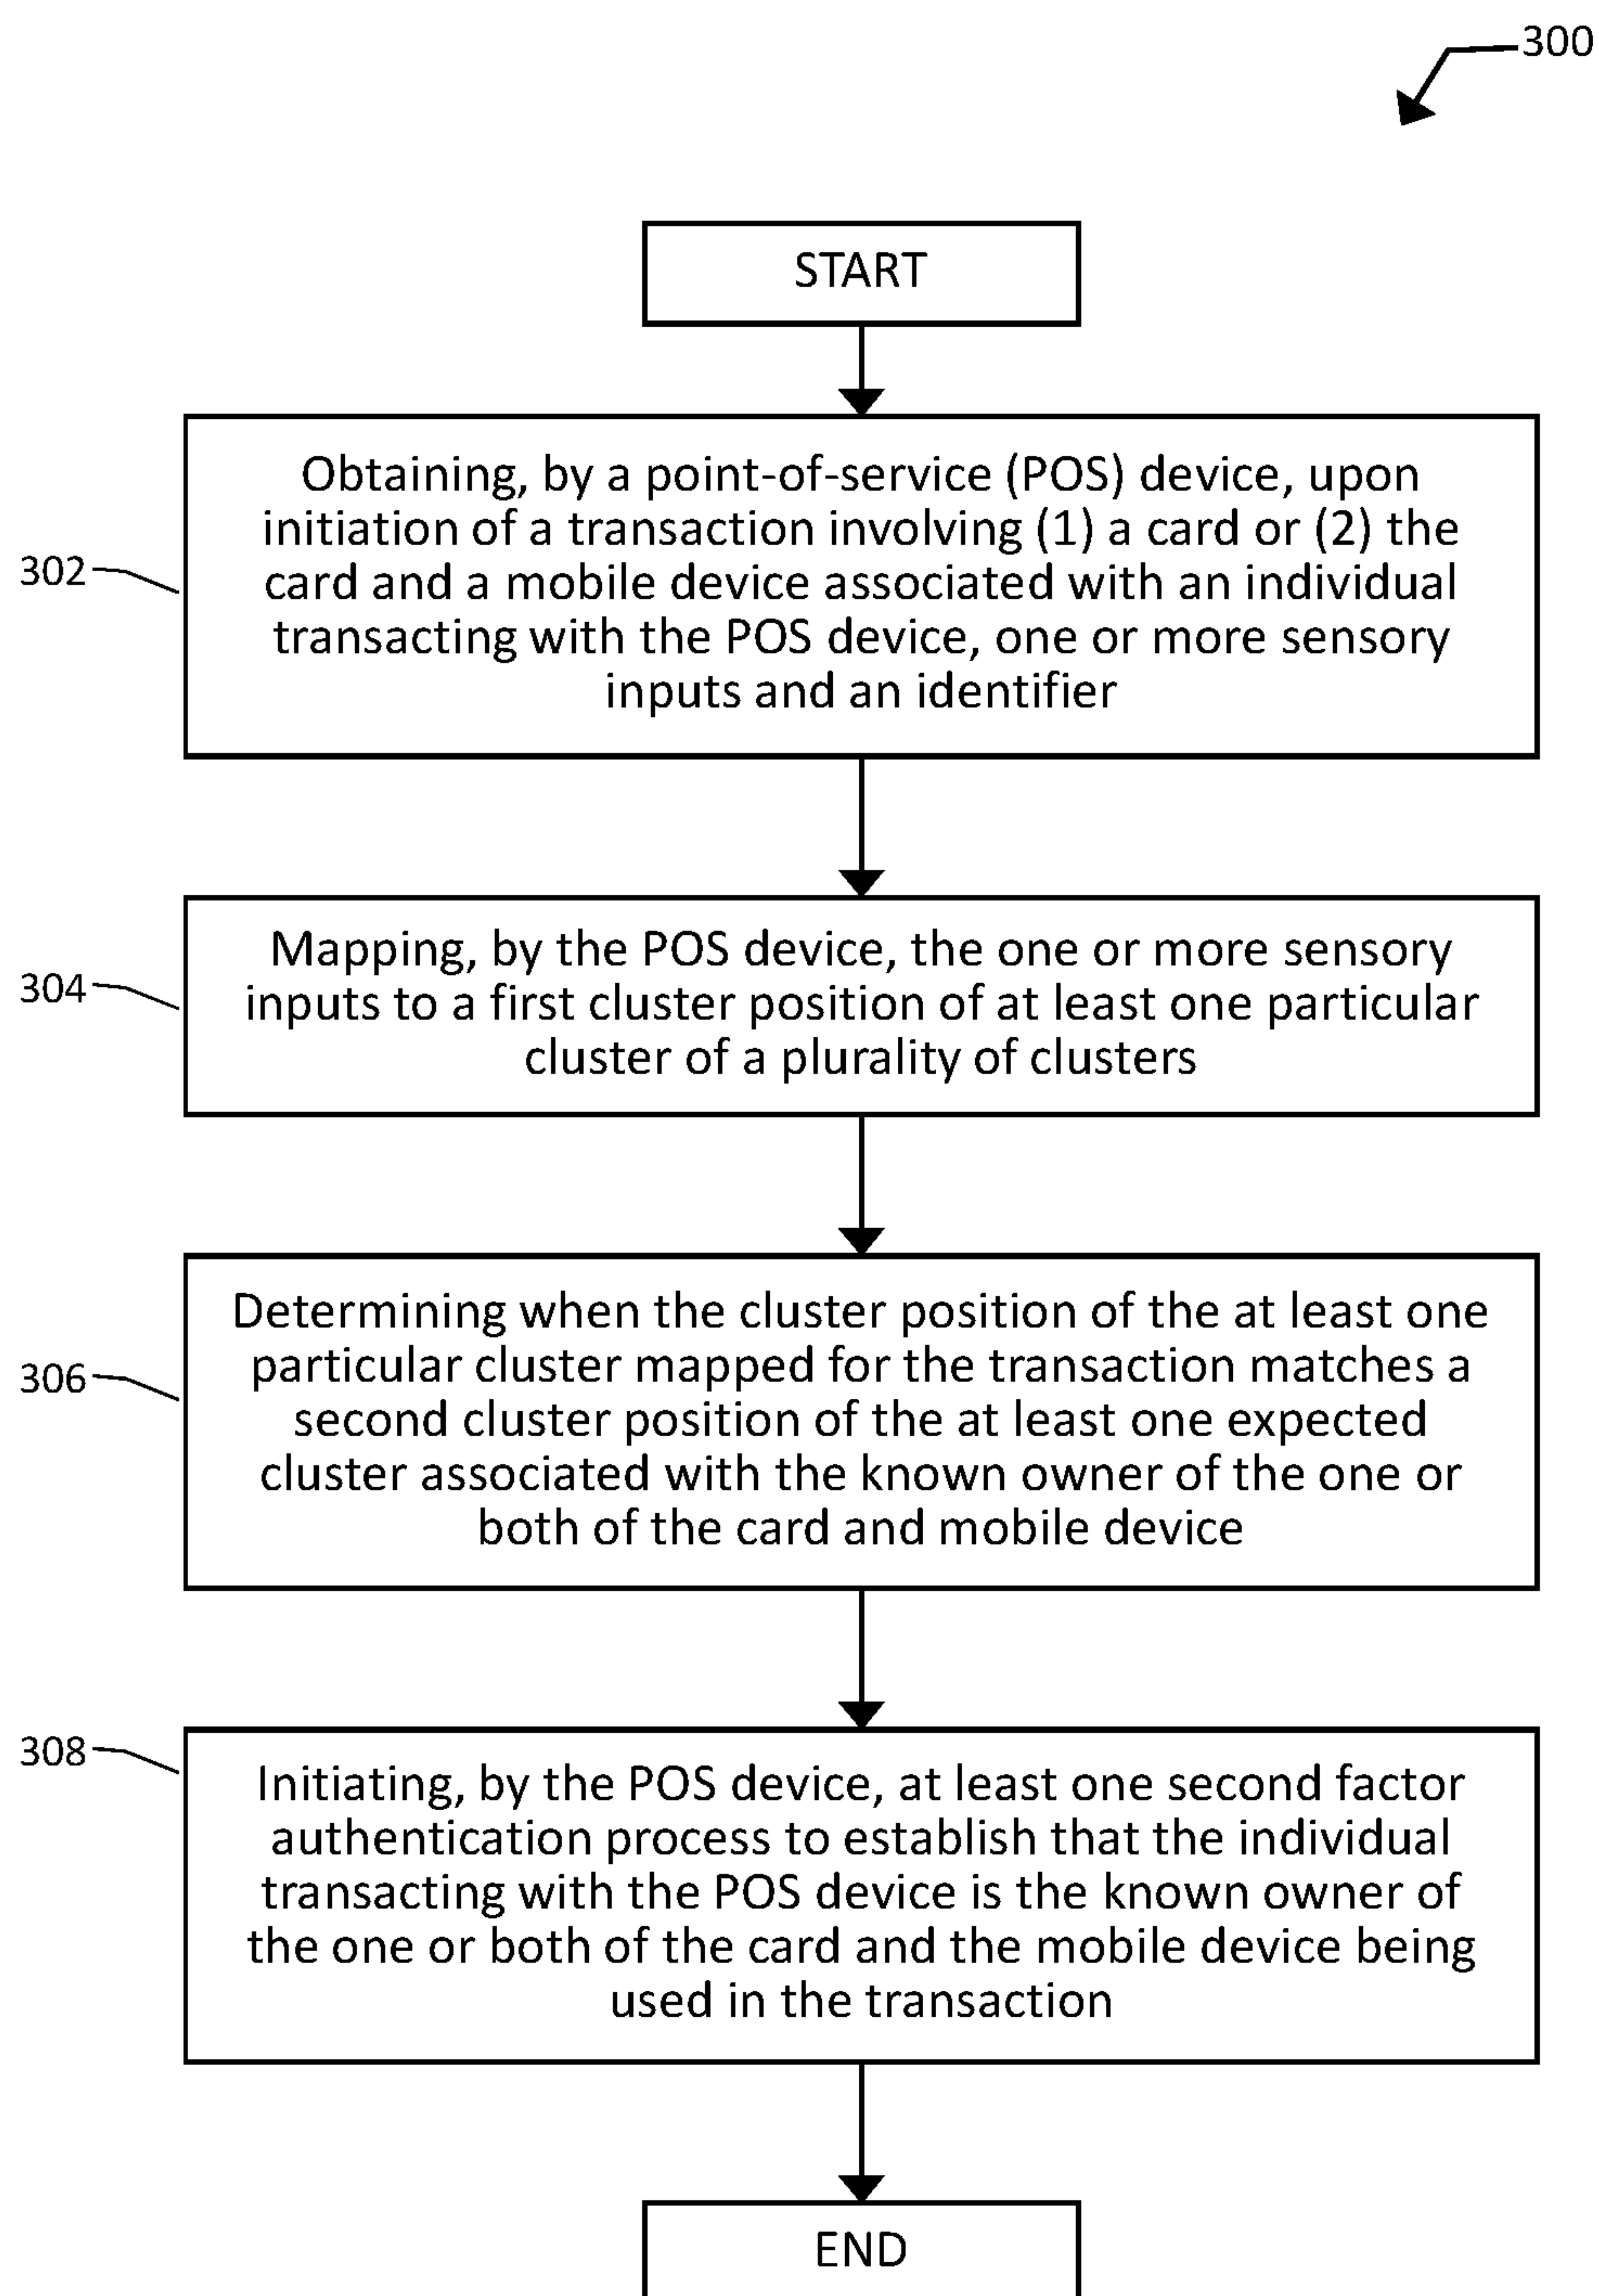 300
START
Obtaining, by a point-of-service (POS) device, upon
initiation of a transaction involving (1) a card or (2) the
card and a mobile device associated with an individual
transacting with the POS device, one or more sensory
inputs and an identifier
302
Mapping, by the POS device, the one or more sensory
inputs to a first cluster position of at least one particular
cluster of a plurality of clusters
304
Determining when the cluster position of the at least one
particular cluster mapped for the transaction matches a
second cluster position of the at least one expected
cluster associated with the known owner of the one or
both of the card and mobile device
306
Initiating, by the POS device, at least one second factor
authentication process to establish that the individual
transacting with the POS device is the known owner of
the one or both of the card and the mobile device being
used in the transaction
308
END